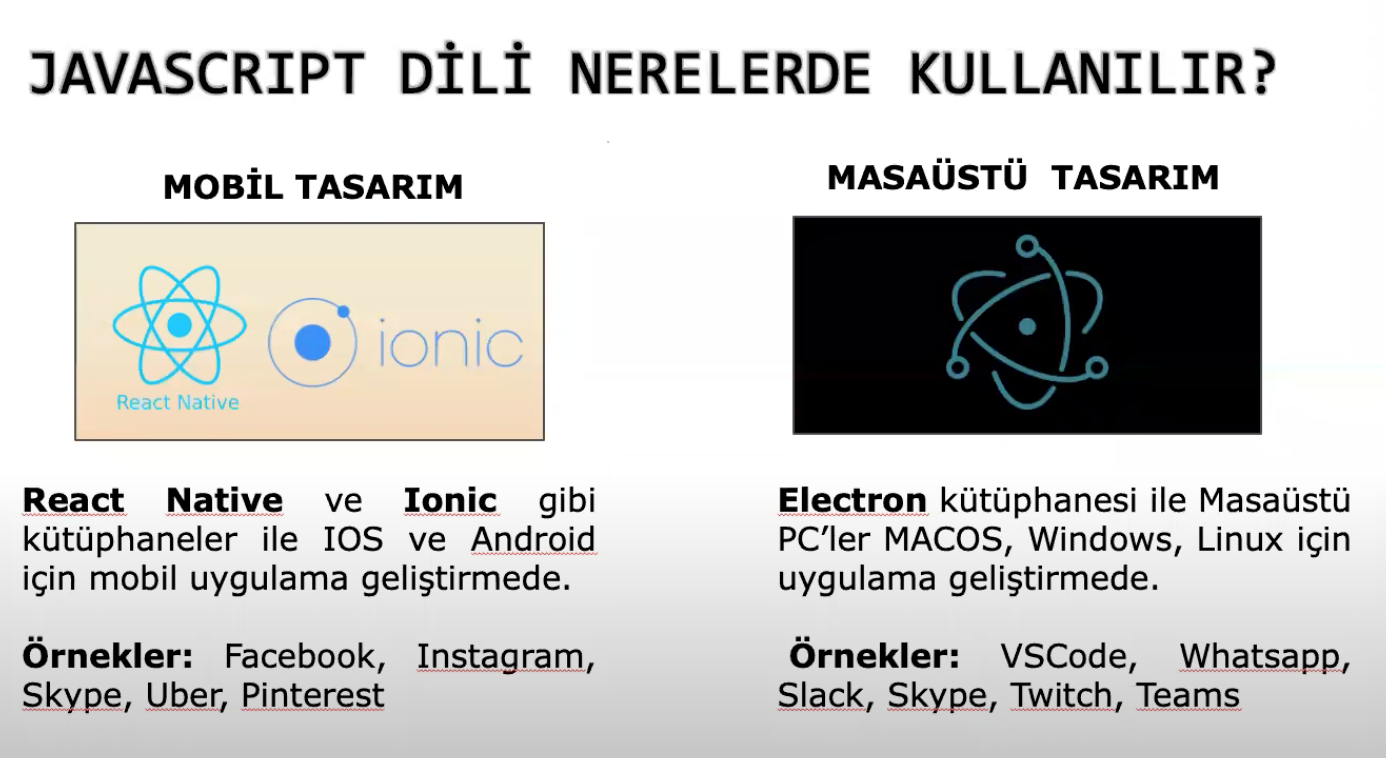 JAVASCRIPT DİLİ NERELERDE KULLANILIR?
MOBİL TASARIM
React Native
ionic
React Native ve Ionic gibi
kütüphaneler ile IOS ve Android
için mobil uygulama geliştirmede.
Örnekler: Facebook, Instagram,
Skype, Uber, Pinterest
MASAÜSTÜ TASARIM
Electron kütüphanesi ile Masaüstü
PC’ler MACOS, Windows, Linux için
uygulama geliştirmede.
Örnekler: VSCode, Whatsapp,
Slack, Skype, Twitch, Teams